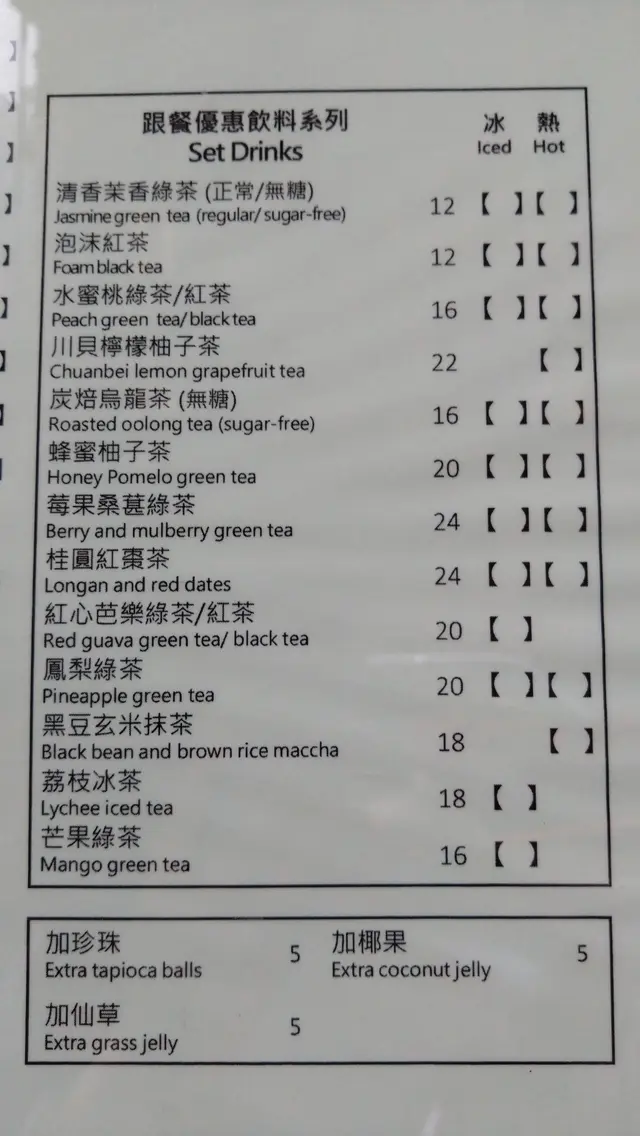 跟餐優惠飲料系列 冰 熱
Set Drinks Iced Hot
清香茉香綠茶 (正常/無糖)
Jasmine green tea (regular/ sugar-free) 12 【 】【 】
泡沫紅茶
Foam black tea 12 【 】【 】
水蜜桃綠茶/紅茶
Peach green tea/ black tea 16 【 】【 】
川貝檸檬柚子茶
Chuanbei lemon grapefruit tea 22 【 】
炭焙烏龍茶 (無糖)
Roasted oolong tea (sugar-free) 16 【 】【 】
蜂蜜柚子茶
Honey Pomelo green tea 20 【 】【 】
莓果桑葚綠茶
Berry and mulberry green tea 24 【 】【 】
桂圓紅棗茶
Longan and red dates 24 【 】【 】
紅心芭樂綠茶/紅茶
Red guava green tea/ black tea 20 【 】
鳳梨綠茶
Pineapple green tea 20 【 】【 】
黑豆玄米抹茶
Black bean and brown rice maccha 18 【 】
荔枝冰茶
Lychee iced tea 18 【 】
芒果綠茶
Mango green tea 16 【 】
加珍珠 5 加椰果 5
Extra tapioca balls Extra coconut jelly
加仙草 5
Extra grass jelly